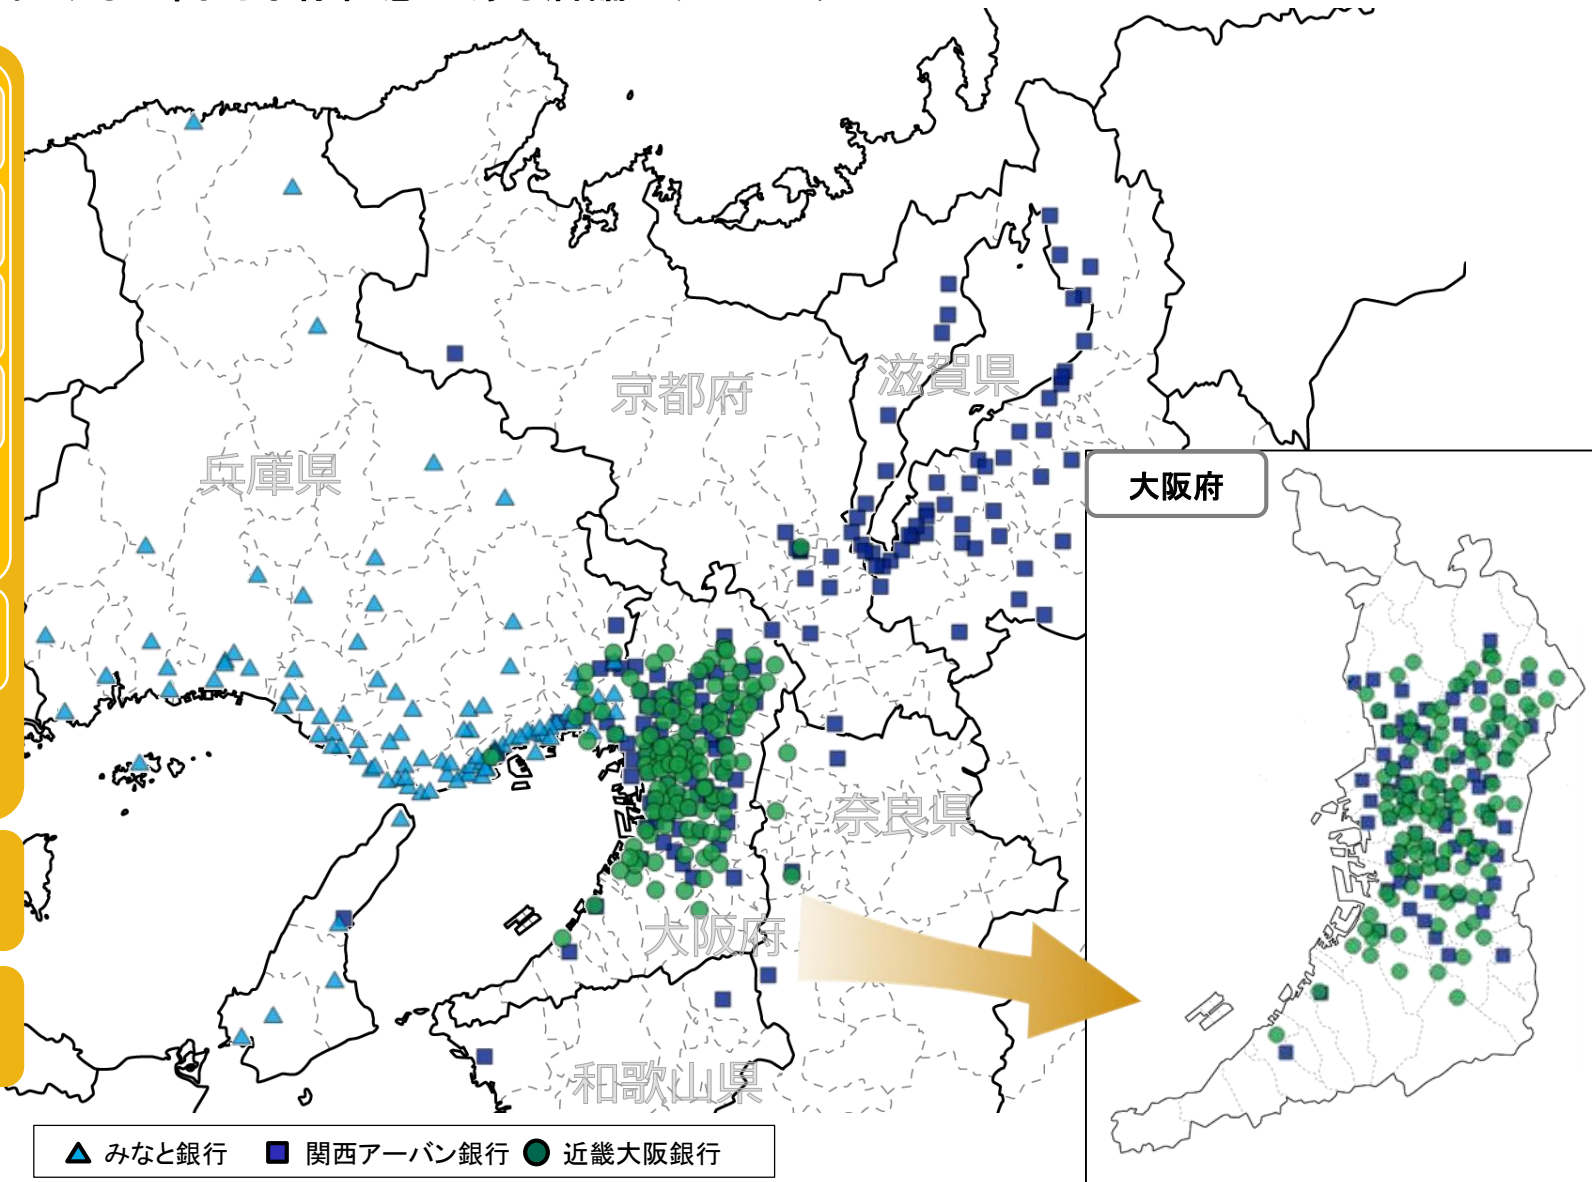 滋賀県
京都府
兵庫県
大阪府
奈良県
大阪府
和歌山県
みなと銀行 関西アーバン銀行 近畿大阪銀行